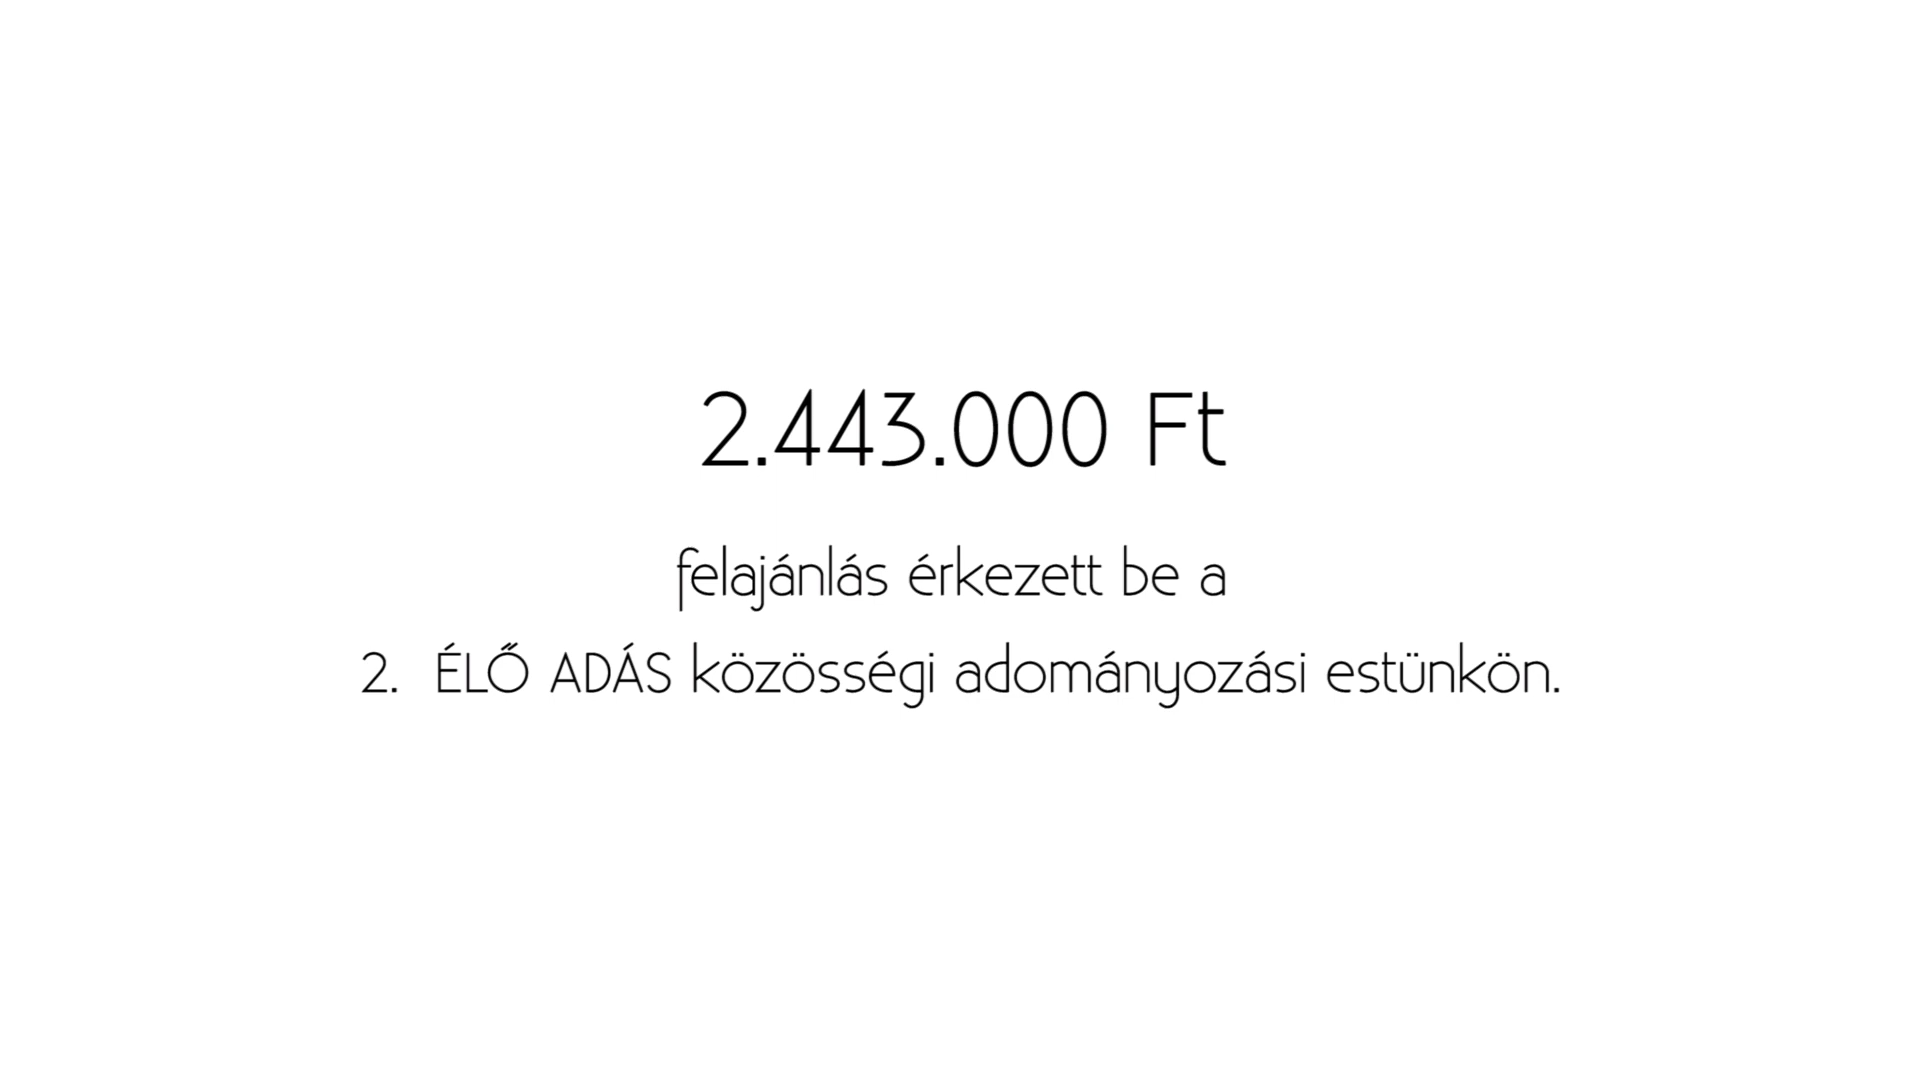 2.443.000 Ft
felajánlás érkezett be a
2. ÉLŐ ADÁS közösségi adományozási estünkön.